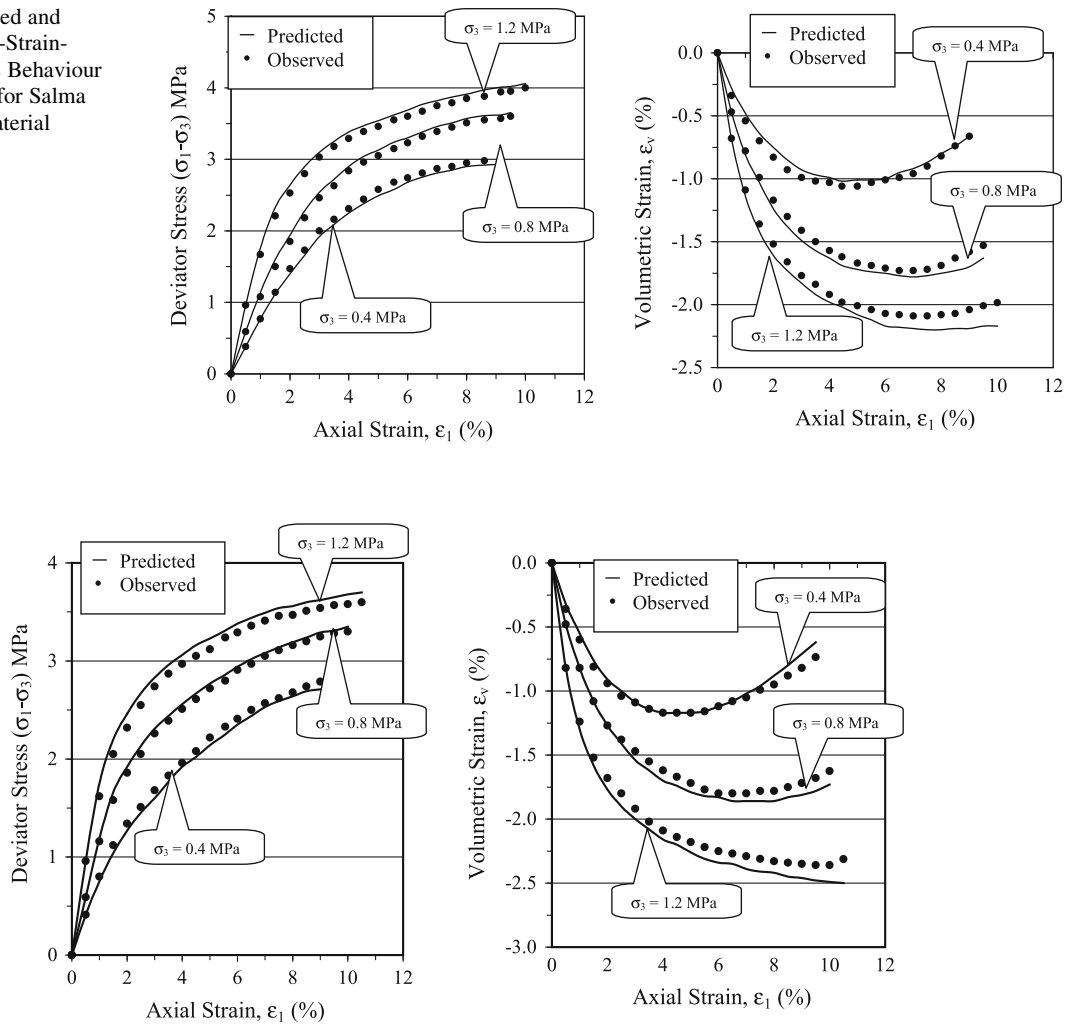 ed and
-Strain-
Behaviour
for Salma
aterial
Predicted
Observed
σ3 = 1.2 MPa
σ3 = 0.8 MPa
σ3 = 0.4 MPa
Deviator Stress (σ1-σ3) MPa
5
4
3
2
1
0
0 2 4 6 8 10 12
Axial Strain, ε1 (%)
Predicted
Observed
σ3 = 0.4 MPa
σ3 = 0.8 MPa
σ3 = 1.2 MPa
Volumetric Strain, εv (%)
0.0
-0.5
-1.0
-1.5
-2.0
-2.5
0 2 4 6 8 10 12
Axial Strain, ε1 (%)
Predicted
Observed
σ3 = 1.2 MPa
σ3 = 0.8 MPa
σ3 = 0.4 MPa
Deviator Stress (σ1-σ3) MPa
4
3
2
1
0
0 2 4 6 8 10 12
Axial Strain, ε1 (%)
Predicted
Observed
σ3 = 0.4 MPa
σ3 = 0.8 MPa
σ3 = 1.2 MPa
Volumetric Strain, εv (%)
0.0
-0.5
-1.0
-1.5
-2.0
-2.5
-3.0
0 2 4 6 8 10 12
Axial Strain, ε1 (%)